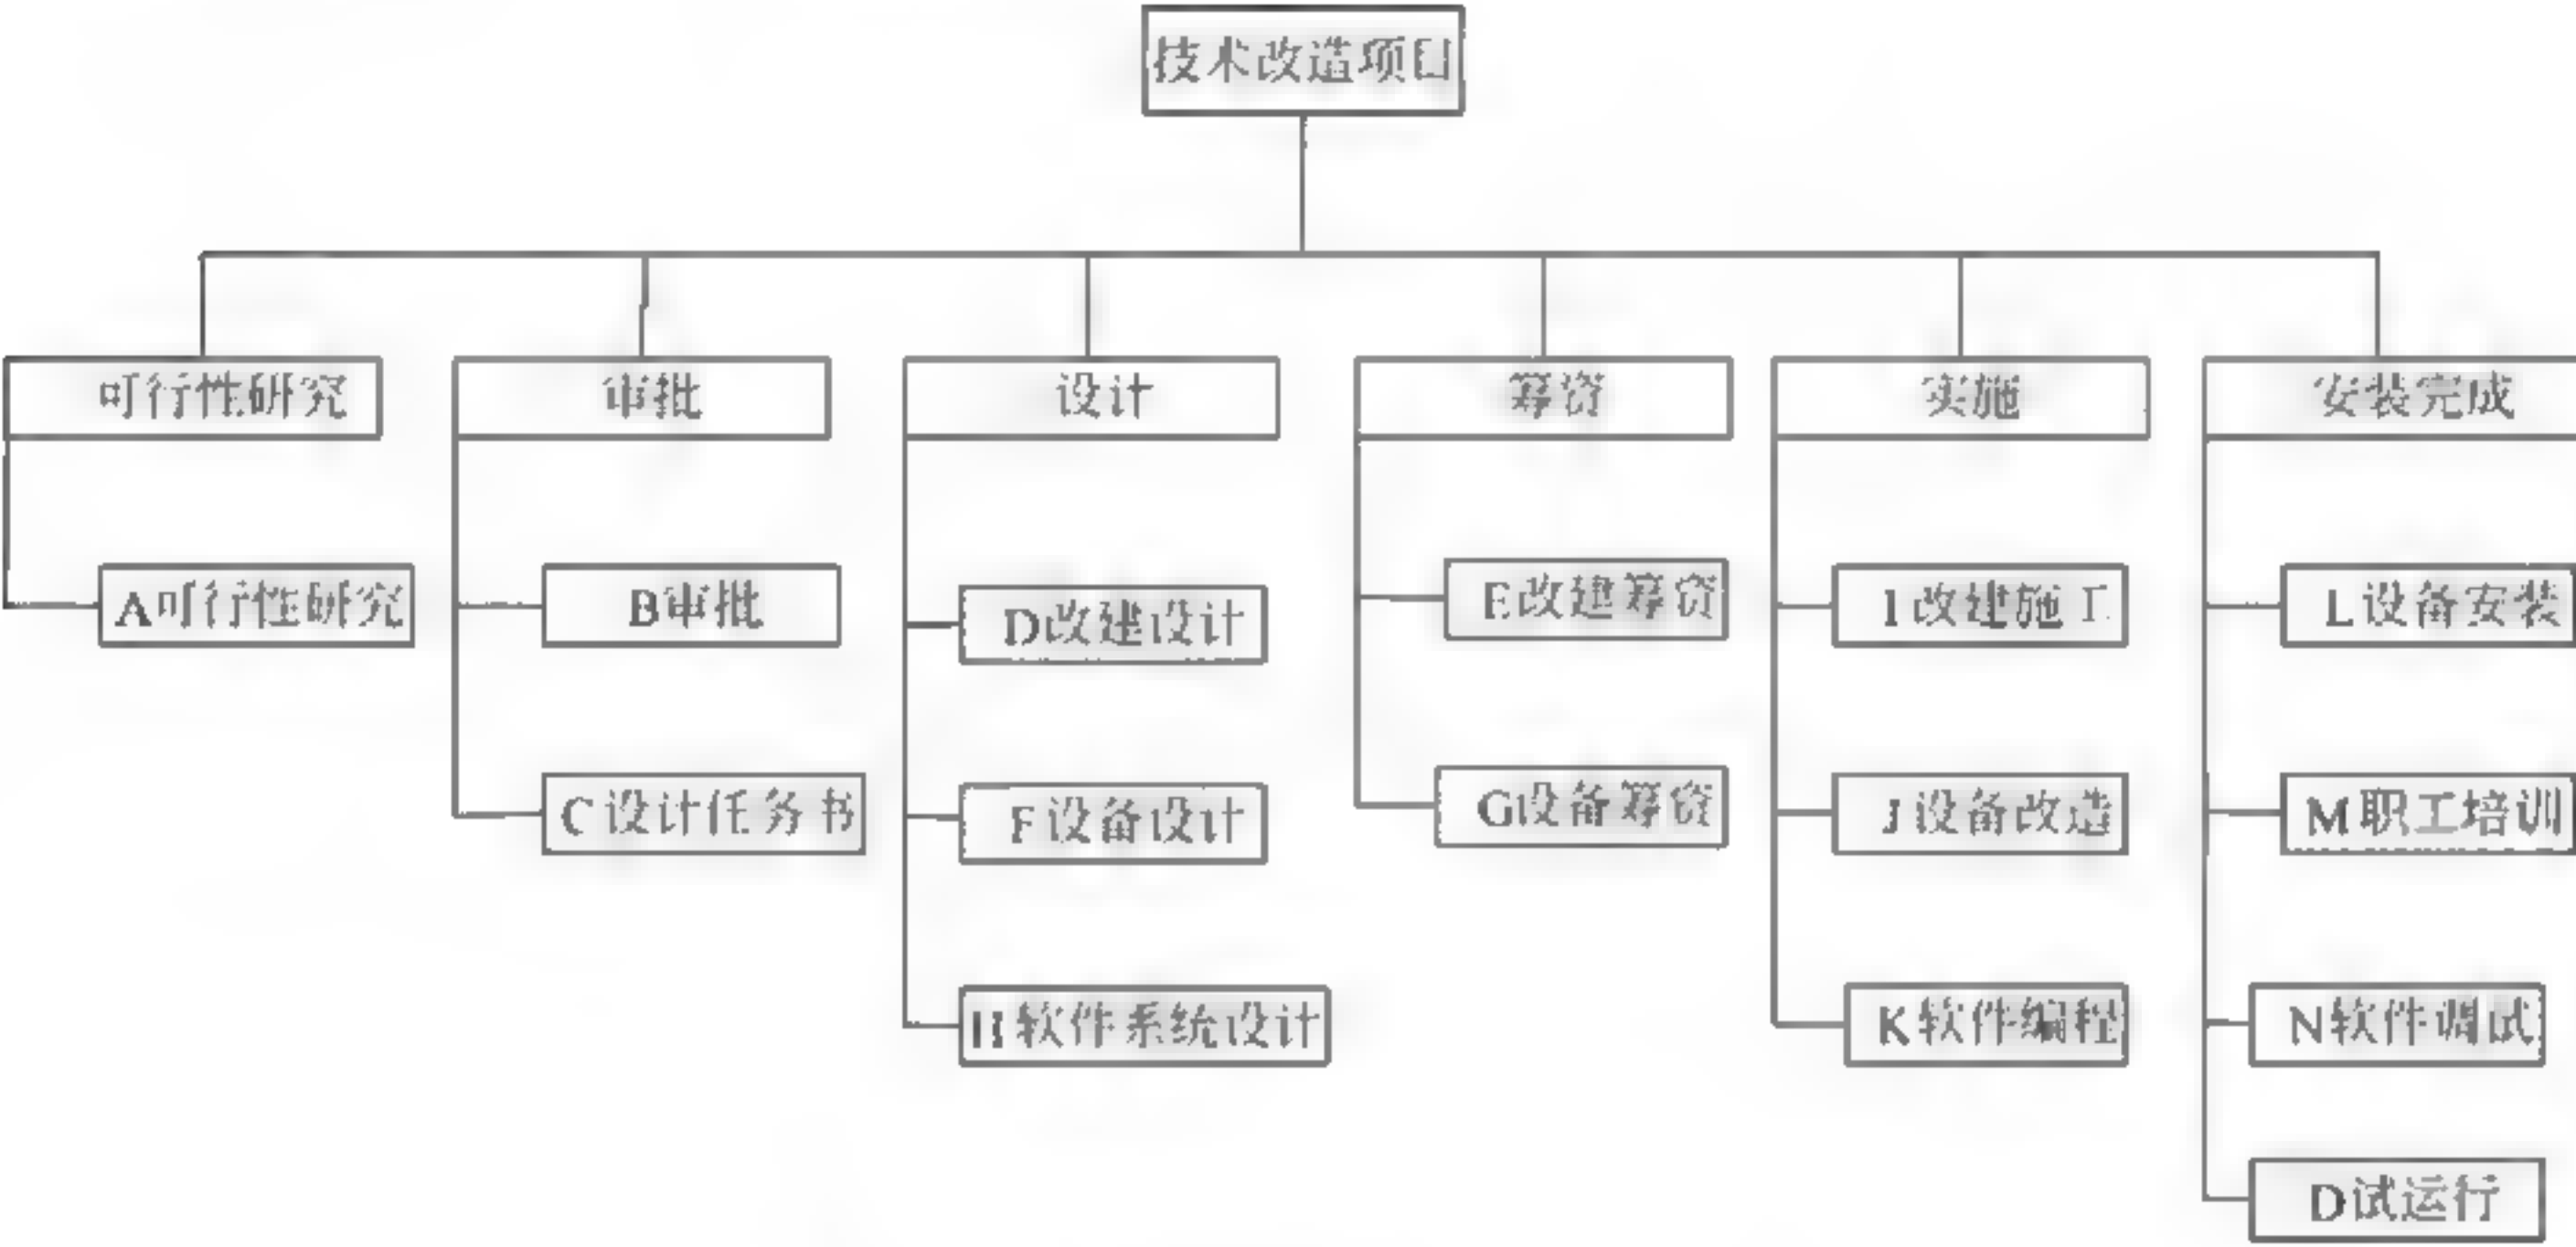 技术改造项目
可行性研究
审批
设计
筹资
实施
安装完成
A可行性研究
B审批
D改建设计
E改建筹资
I改建施工
L设备安装
C设计任务书
F设备设计
G设备筹资
J设备改造
M职工培训
H软件系统设计
K软件编程
N软件调试
D试运行